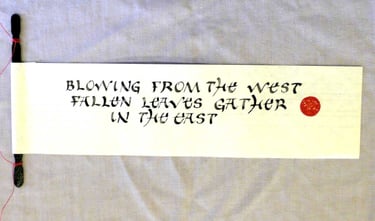 BLOWING FROM THE WEST
FALLEN LEAVES GATHER
IN THE EAST